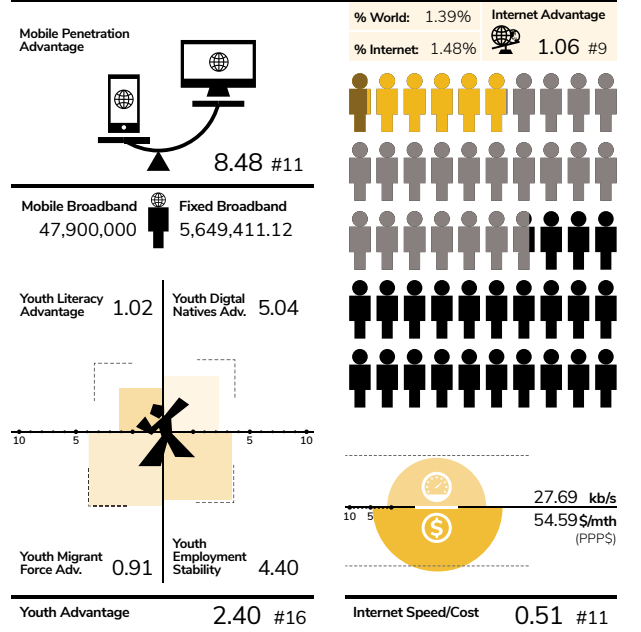 Mobile Penetration
Advantage
8.48 #11
Mobile Broadband
47,900,000
Fixed Broadband
5,649,411.12
Youth Literacy
Advantage
1.02
Youth Digtal
Natives Adv.
5.04
10 5 5 10
Youth Migrant
Force Adv.
0.91
Youth
Employment
Stability
4.40
Youth Advantage 2.40 #16
% World: 1.39%
% Internet: 1.48%
Internet Advantage
1.06 #9
10 5
$
27.69 kb/s
54.59 $/mth
(PPP$)
Internet Speed/Cost 0.51 #11